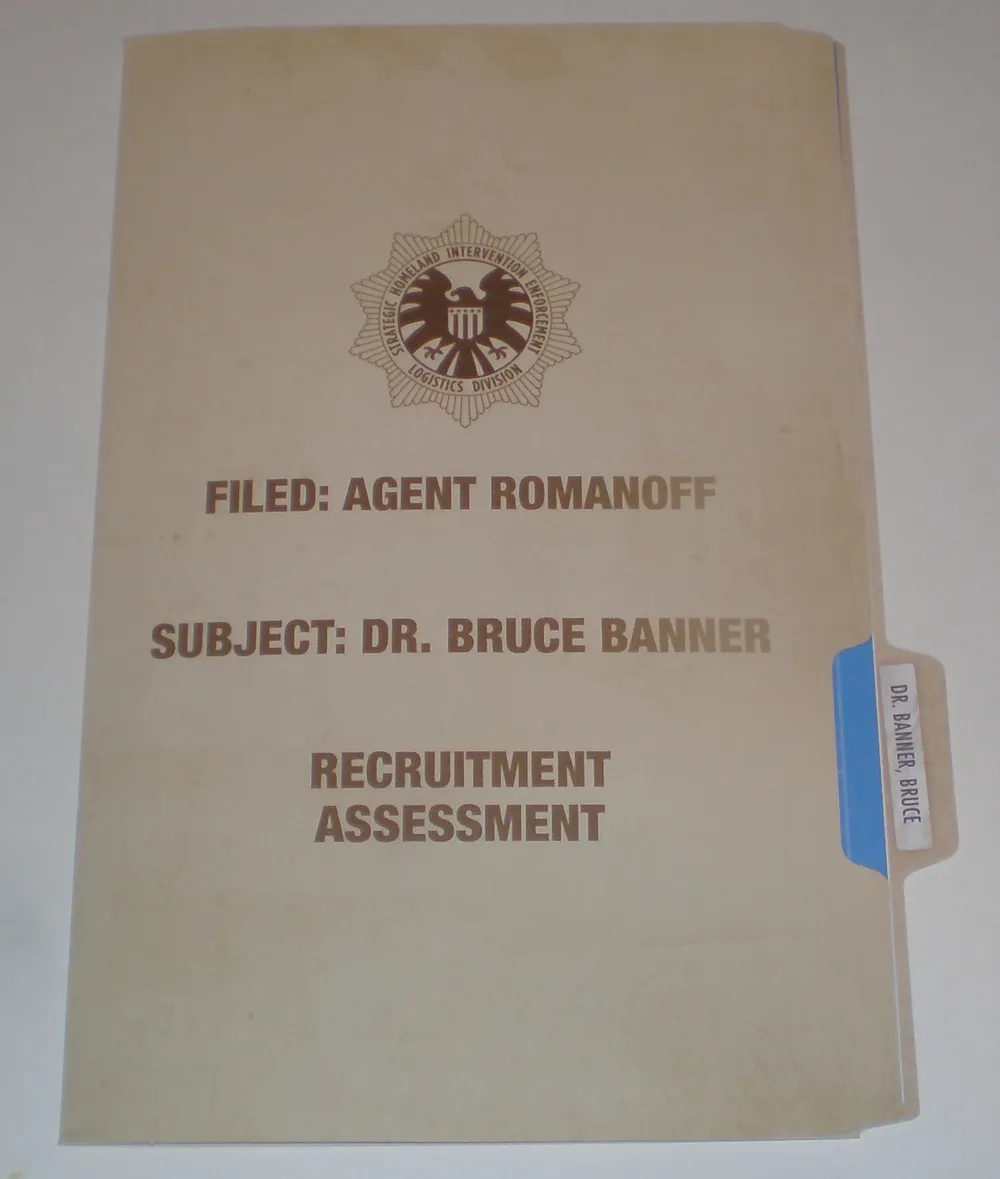 STRATEGIC HOMELAND INTERVENTION ENFORCEMENT
LOGISTICS DIVISION
FILED: AGENT ROMANOFF
SUBJECT: DR. BRUCE BANNER
RECRUITMENT
ASSESSMENT
DR. BANNER, BRUCE